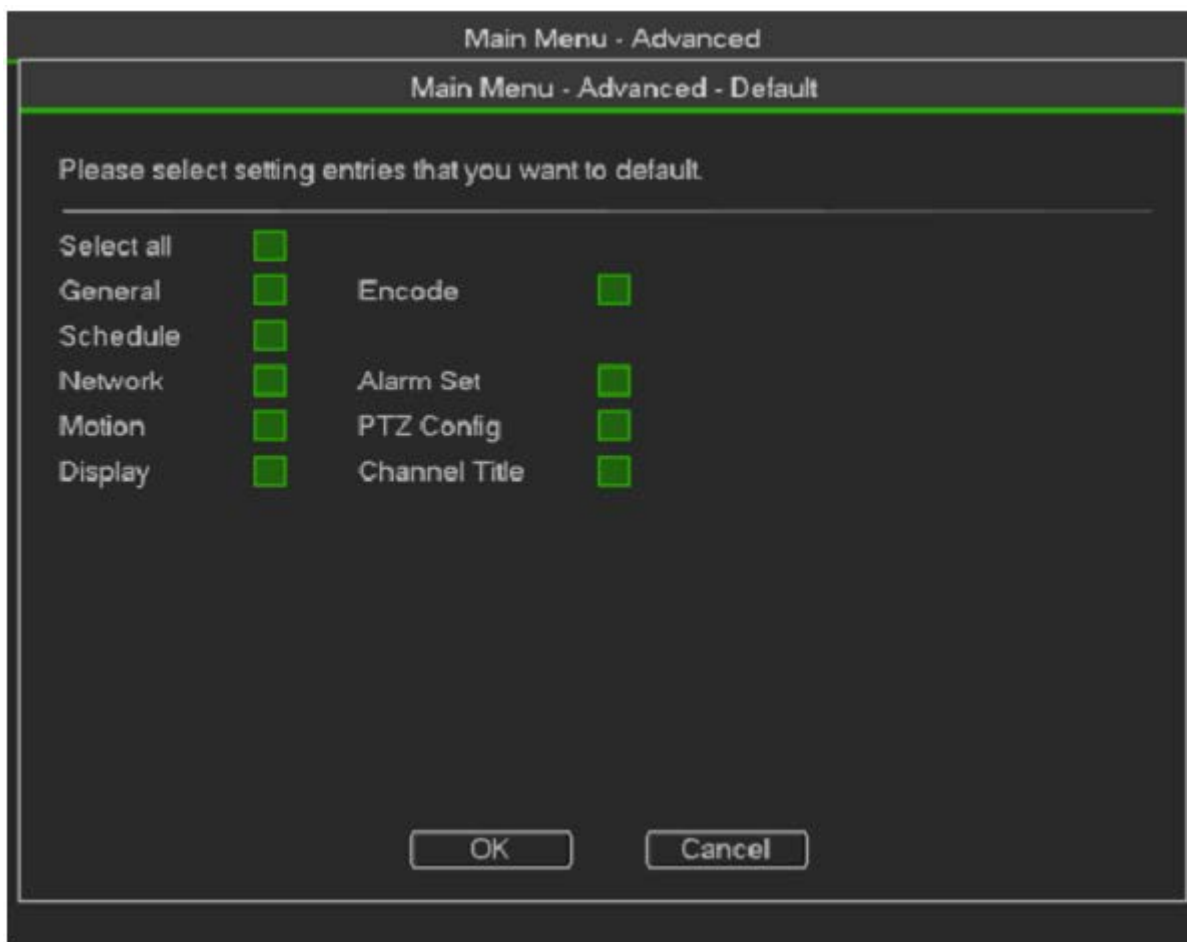 Main Menu - Advanced
Main Menu - Advanced - Default
Please select setting entries that you want to default.
Select all
General Encode
Schedule
Network Alarm Set
Motion PTZ Config
Display Channel Title
OK Cancel